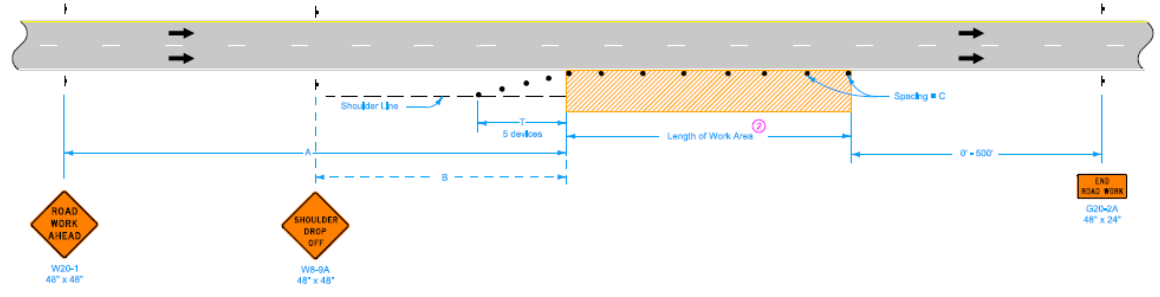 Shoulder Line
T
5 devices
Spacing = C
2
Length of Work Area
A
0' - 500'
B
ROAD
WORK
AHEAD
W20-1
48" x 48"
SHOULDER
DROP
OFF
W8-9A
48" x 48"
END
ROAD WORK
G20-2A
48" x 24"